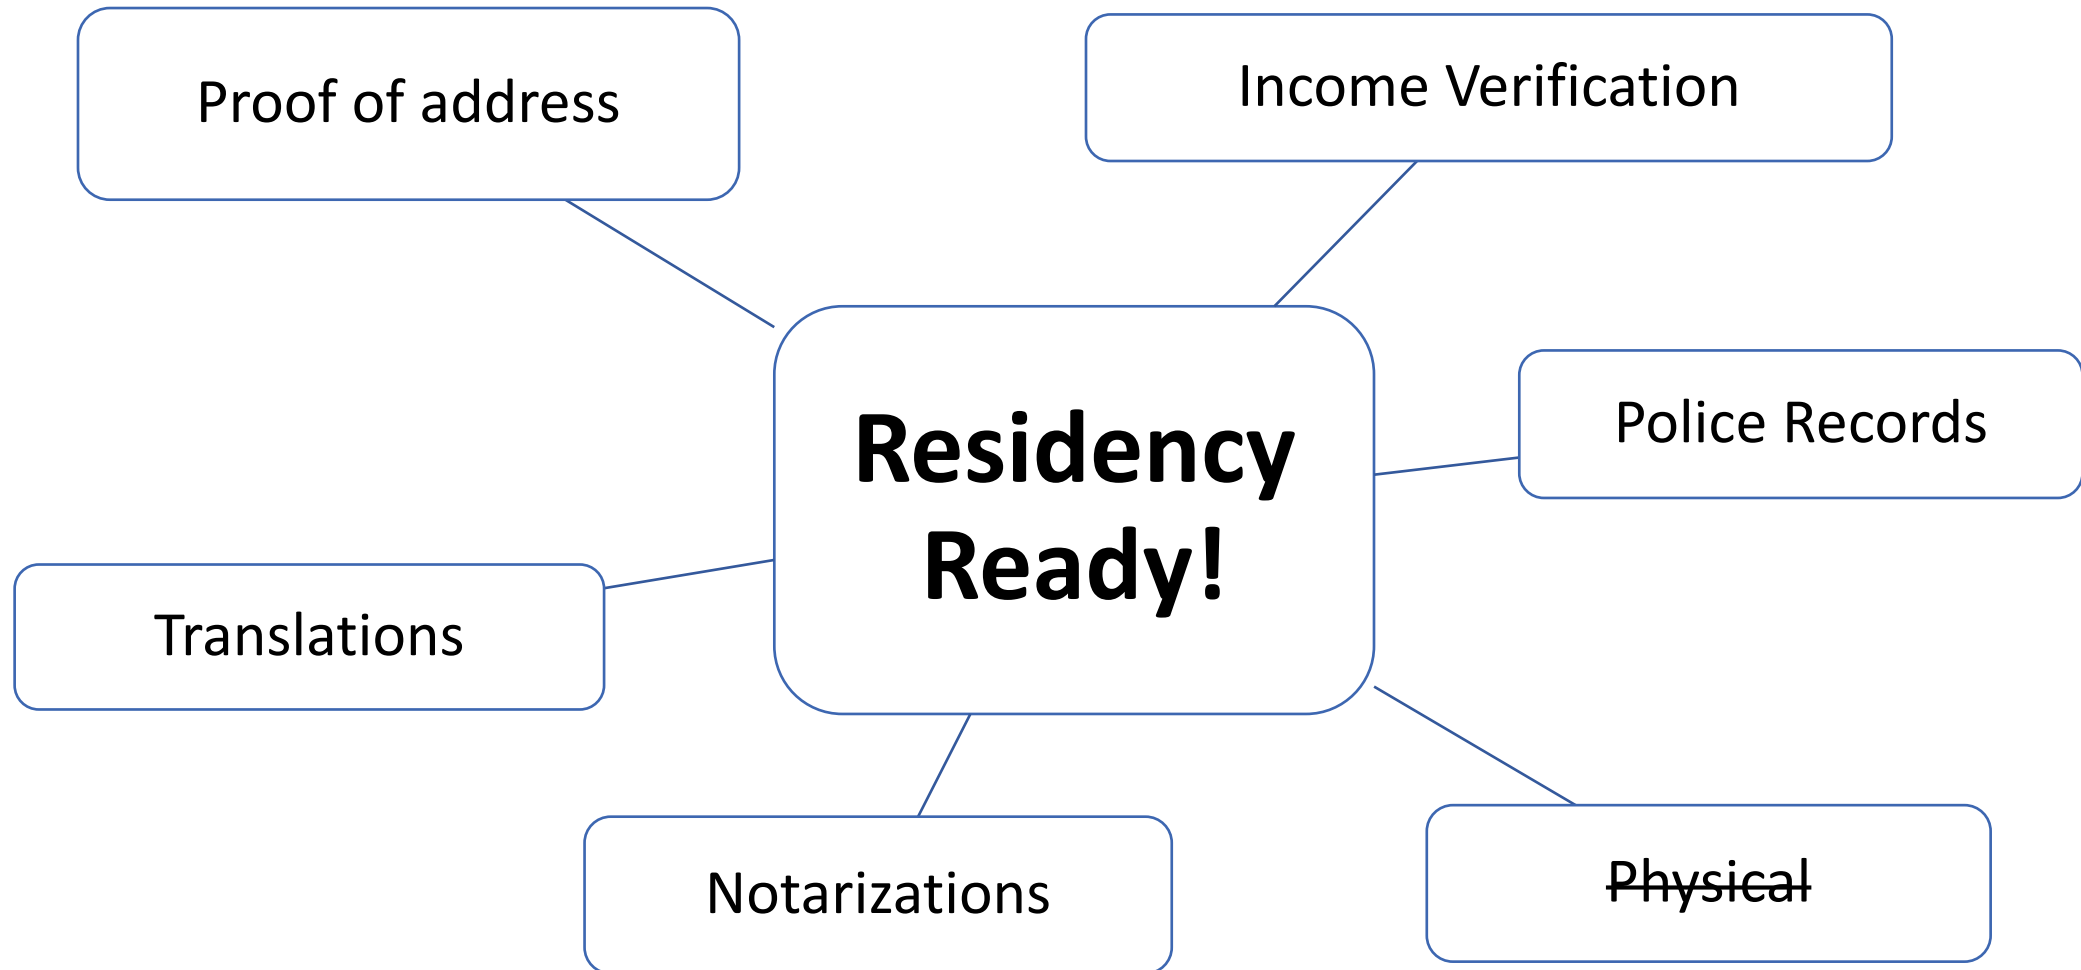 Proof of address
Income Verification
Residency
Ready!
Police Records
Translations
Notarizations
Physical